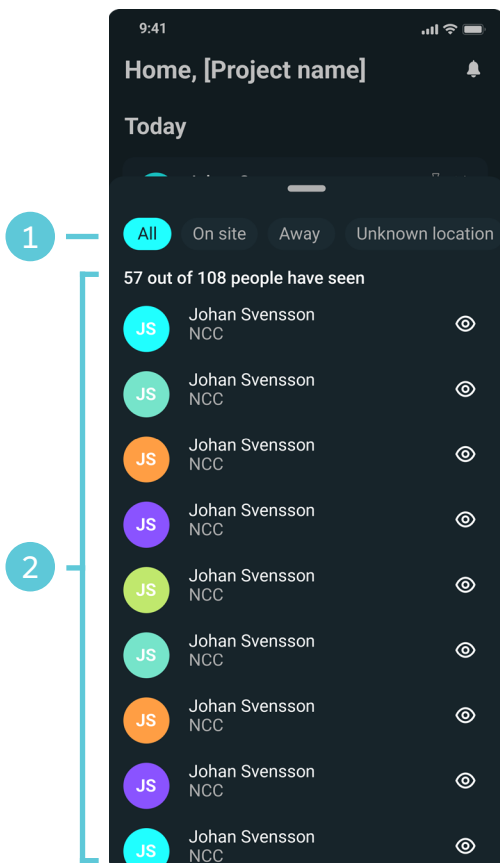 9:41
Home, [Project name]
Today
1
All On site Away Unknown location
57 out of 108 people have seen
JS Johan Svensson
NCC
JS Johan Svensson
NCC
JS Johan Svensson
NCC
JS Johan Svensson
NCC
2
JS Johan Svensson
NCC
JS Johan Svensson
NCC
JS Johan Svensson
NCC
JS Johan Svensson
NCC
JS Johan Svensson
NCC